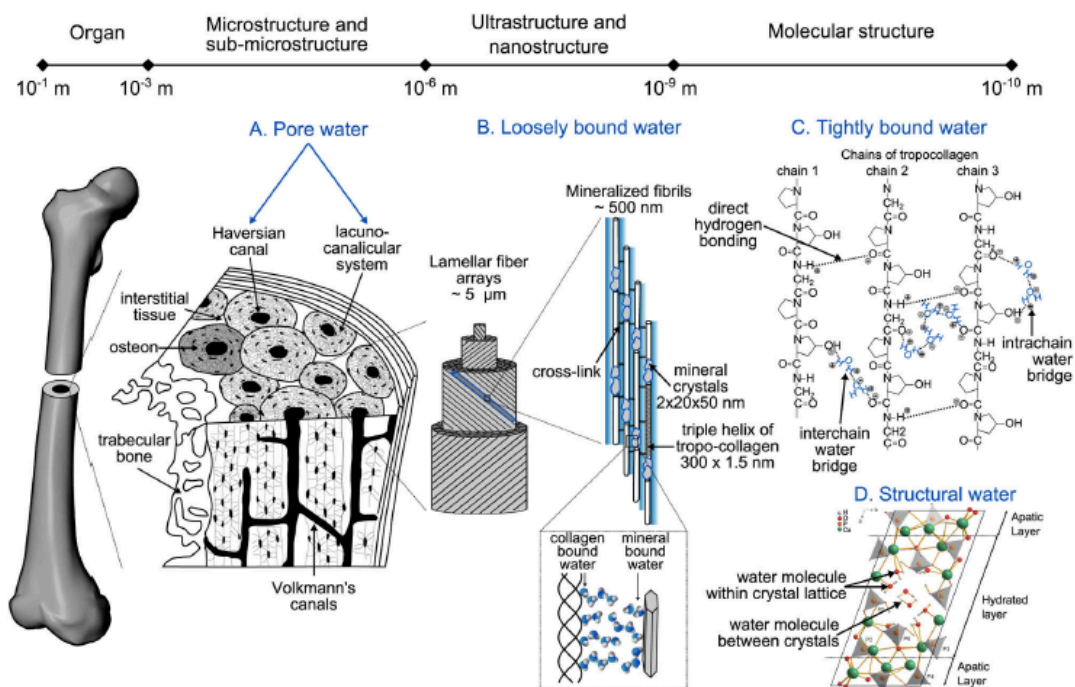 Organ
Microstructure and
sub-microstructure
Ultrastructure and
nanostructure
Molecular structure
10-1 m
10-3 m
10-6 m
10-9 m
10-10 m
A. Pore water
Haversian
canal
lacuno-
canalicular
system
interstitial
tissue
osteon
trabecular
bone
Volkmann's
canals
B. Loosely bound water
Mineralized fibrils
~ 500 nm
Lamellar fiber
arrays
~ 5 µm
cross-link
mineral
crystals
2x20x50 nm
triple helix of
tropo-collagen
300 x 1.5 nm
collagen
bound
water
mineral
bound
water
C. Tightly bound water
Chains of tropocollagen
chain 1
chain 2
chain 3
direct
hydrogen
bonding
interchain
water
bridge
intrachain
water
bridge
D. Structural water
H
O
P
Ca
water molecule
within crystal lattice
water molecule
between crystals
Apatic
Layer
Hydrated
layer
Apatic
Layer